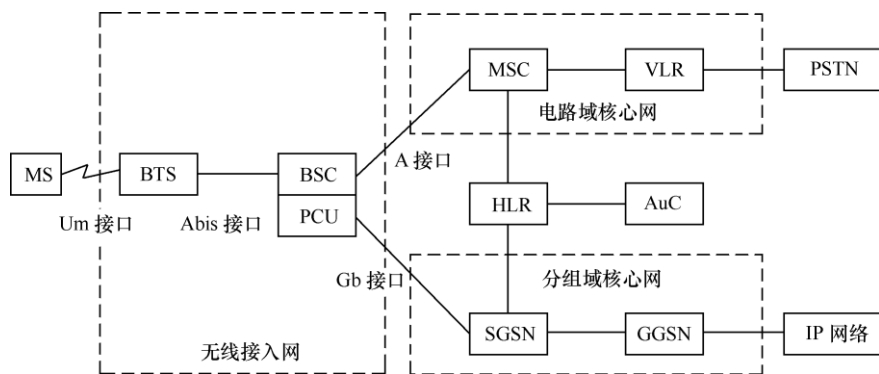 MSC
VLR
PSTN
电路域核心网
A 接口
MS
BTS
BSC
PCU
Um 接口
Abis 接口
HLR
AuC
Gb 接口
分组域核心网
SGSN
GGSN
IP 网络
无线接入网